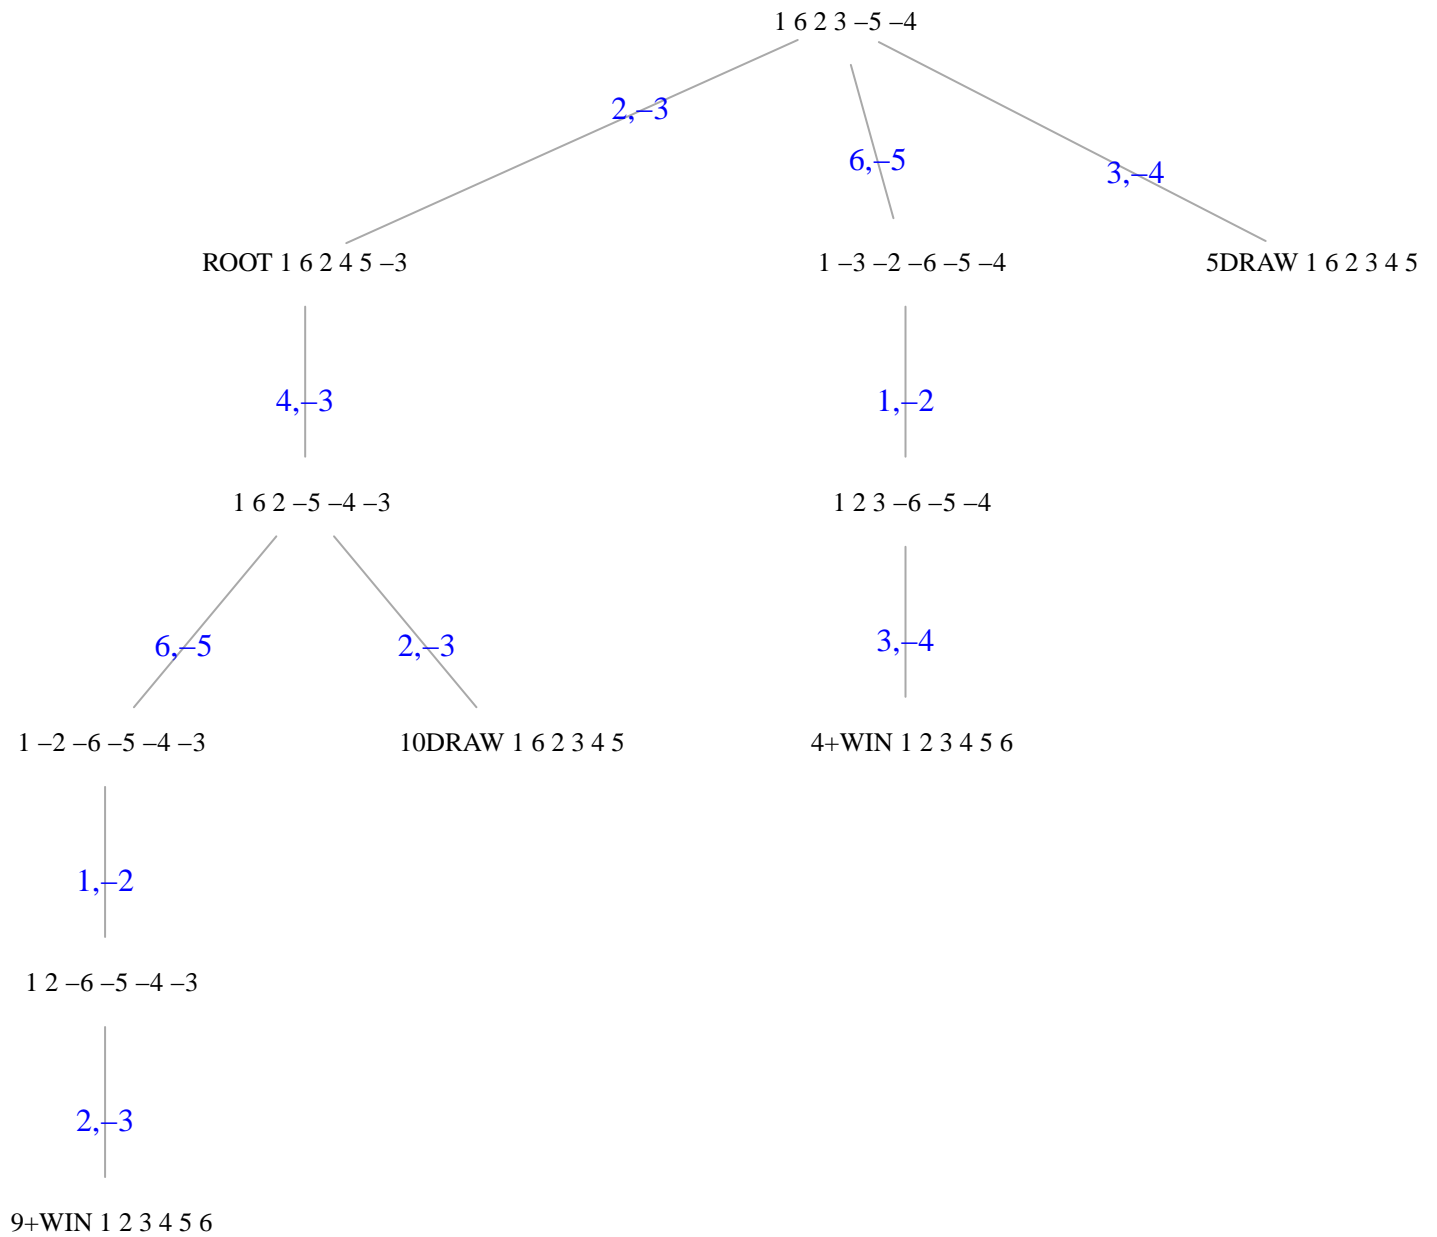 1 6 2 3 –5 –4
2,–3
6,–5
3,–4
ROOT 1 6 2 4 5 –3
1 –3 –2 –6 –5 –4
5DRAW 1 6 2 3 4 5
4,–3
1,–2
1 6 2 –5 –4 –3
1 2 3 –6 –5 –4
6,–5
2,–3
3,–4
1 –2 –6 –5 –4 –3
10DRAW 1 6 2 3 4 5
4+WIN 1 2 3 4 5 6
1,–2
1 2 –6 –5 –4 –3
2,–3
9+WIN 1 2 3 4 5 6